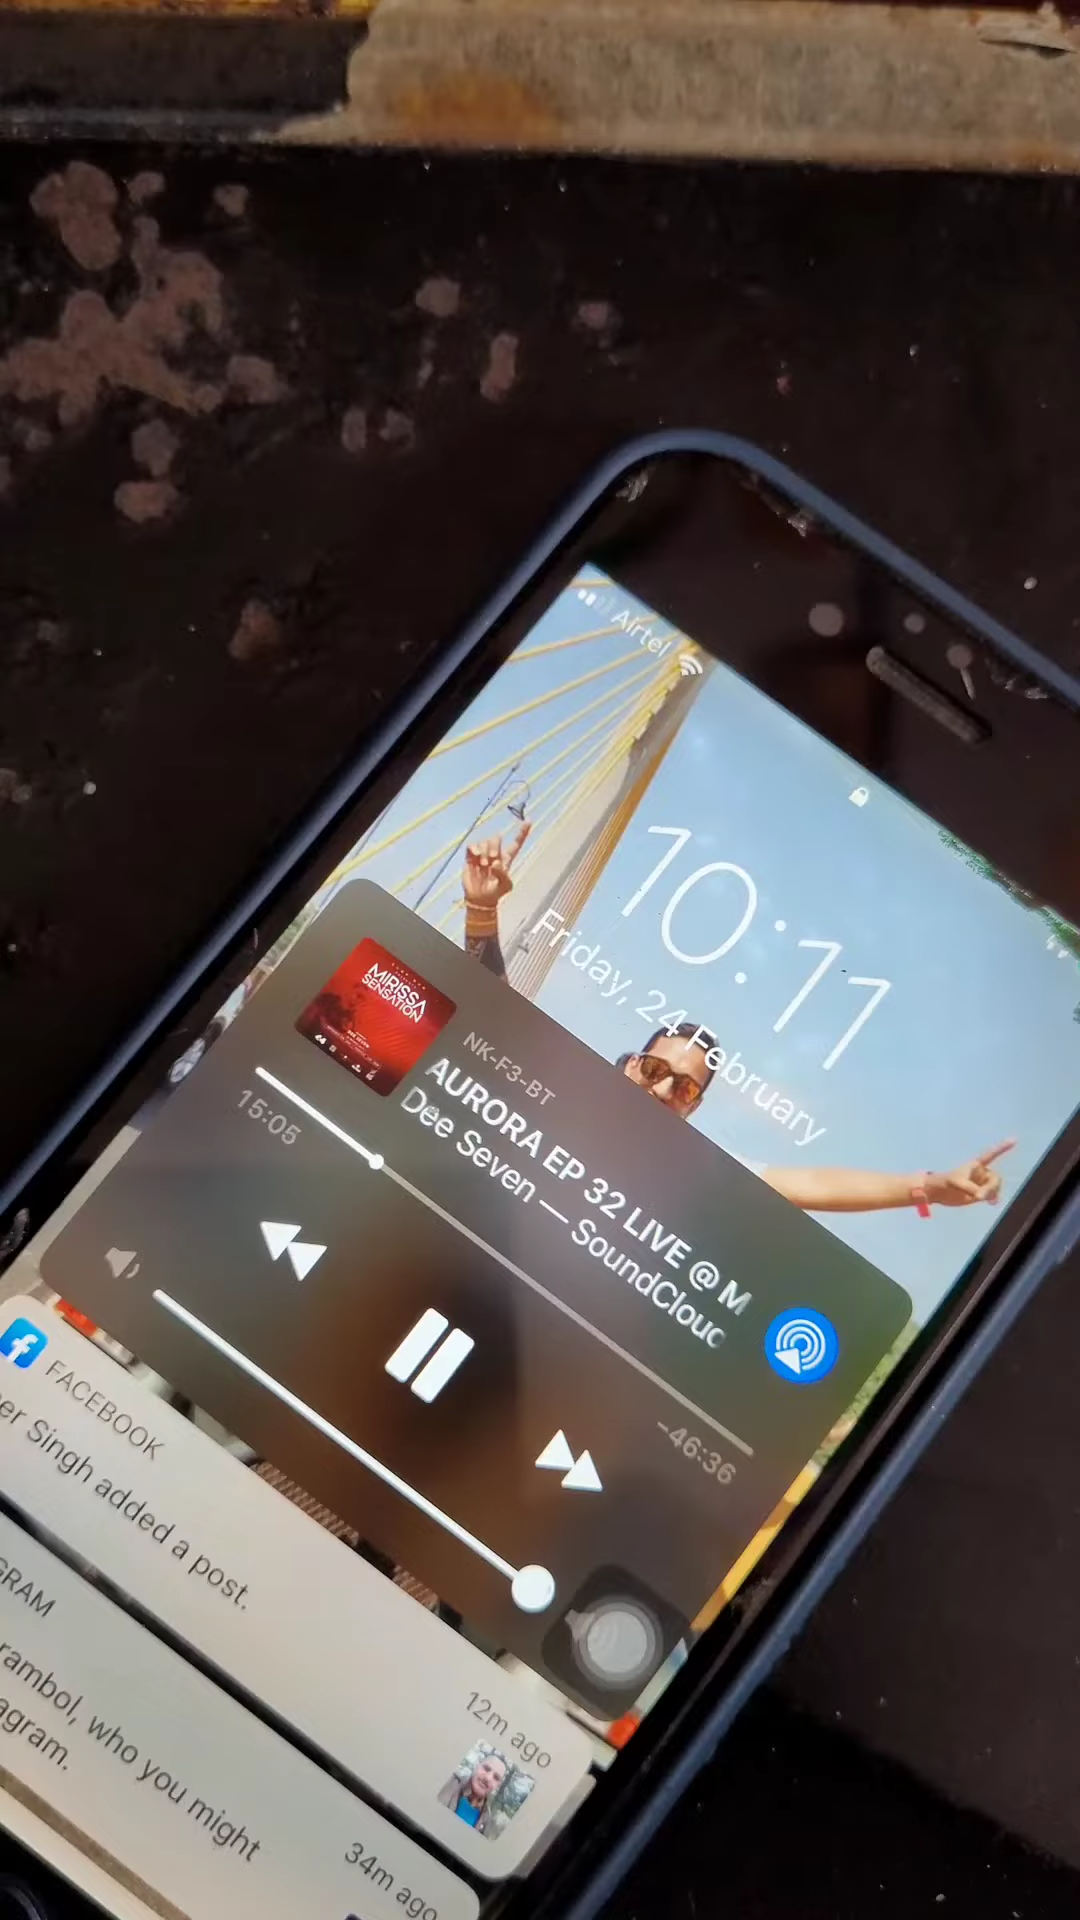 Airtel
10:11
Friday, 24 February
MIRISSA
SENSATION
NK-F3-BT
AURORA EP 32 LIVE @ M
Dee Seven — SoundClouc
15:05
-46:36
FACEBOOK
12m ago
er Singh added a post.
GRAM
34m ago
rambol, who you might
agram.